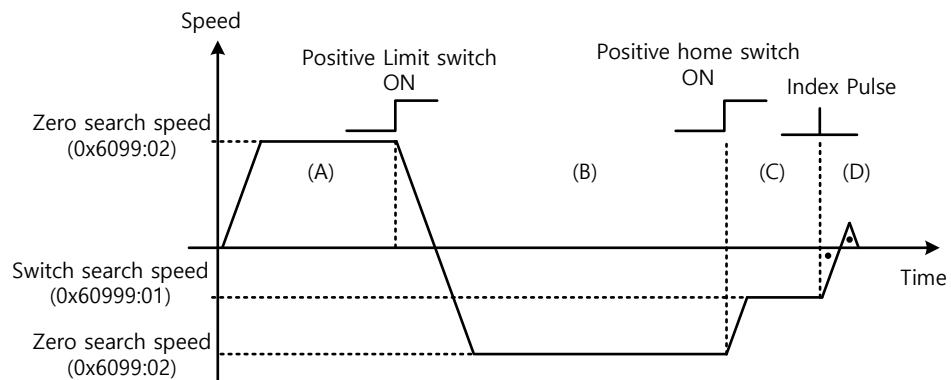 Speed
Positive Limit switch
ON
Positive home switch
ON
Index Pulse
Zero search speed
(0x6099:02)
(A)
(B)
(C)
(D)
Switch search speed
(0x60999:01)
Time
Zero search speed
(0x6099:02)